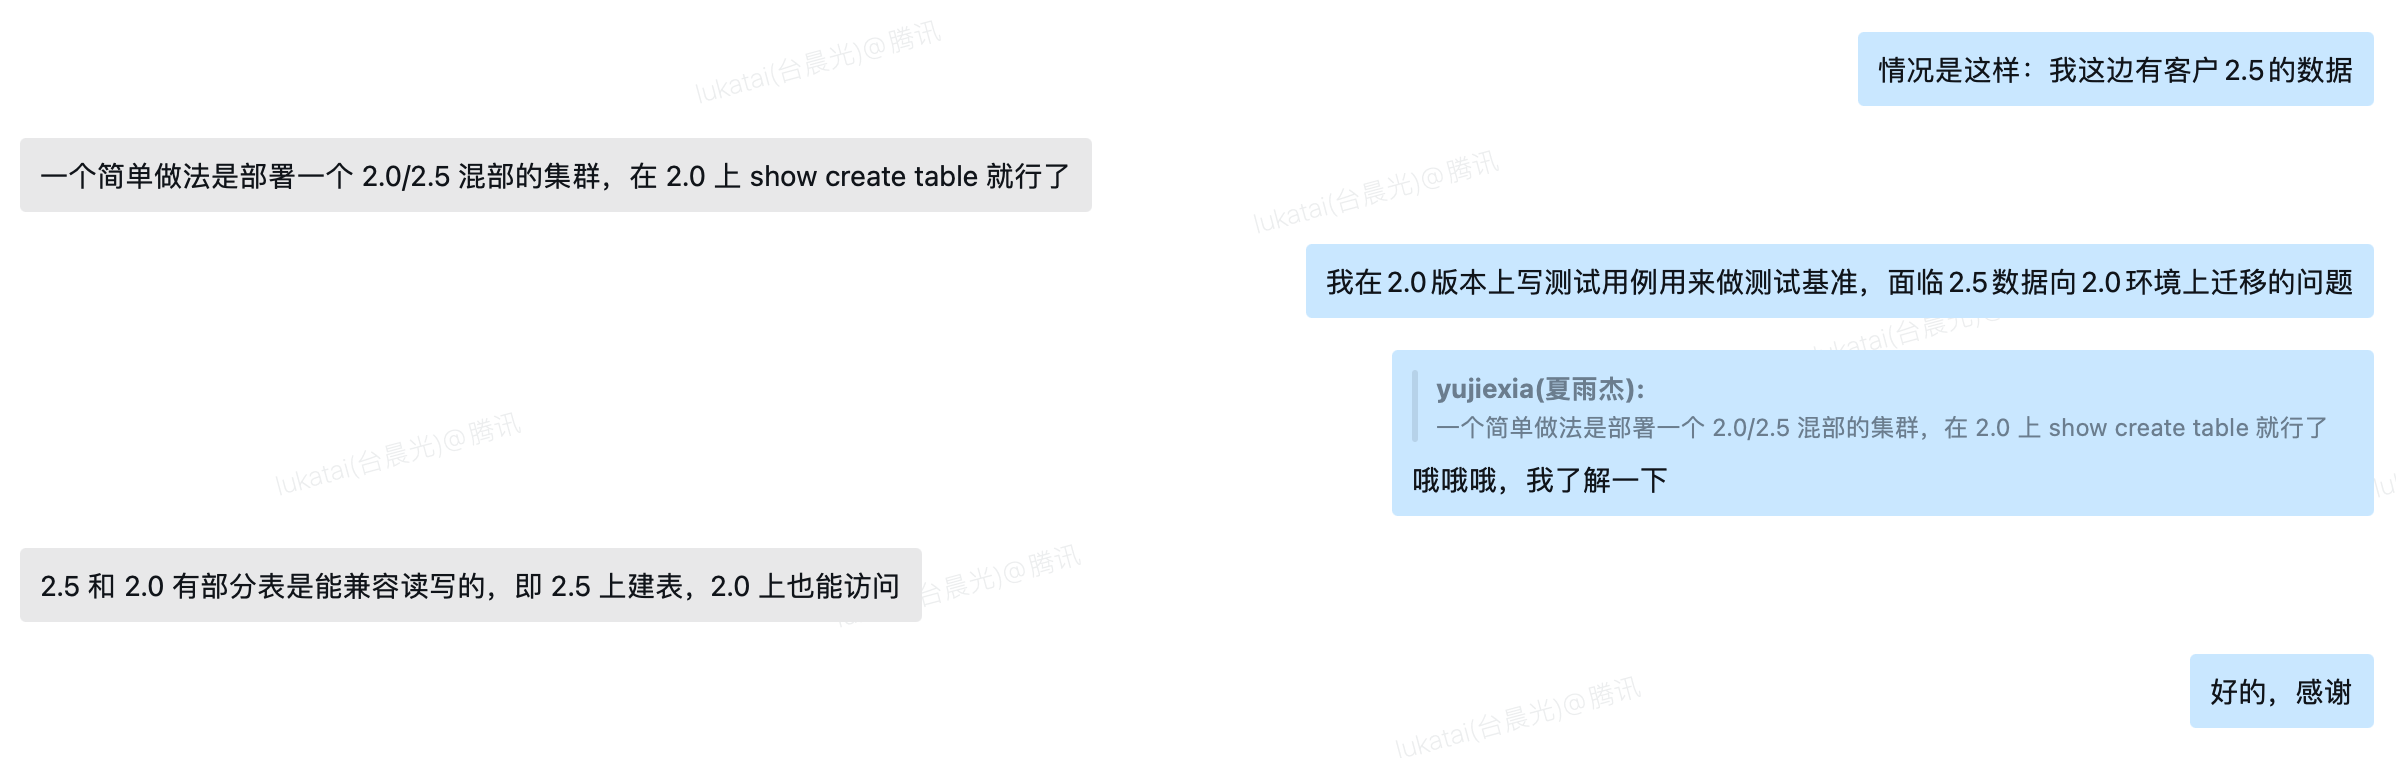 lukatai(台晨光)@腾讯
情况是这样：我这边有客户2.5的数据
一个简单做法是部署一个 2.0/2.5 混部的集群，在 2.0 上 show create table 就行了
lukatai(台晨光)@腾讯
我在2.0版本上写测试用例用来做测试基准，面临2.5数据向2.0环境上迁移的问题
lukatai(台晨光)@
yujiexia(夏雨杰):
一个简单做法是部署一个 2.0/2.5 混部的集群，在 2.0 上 show create table 就行了
哦哦哦，我了解一下
lukatai(台晨光)@腾讯
2.5 和 2.0 有部分表是能兼容读写的，即 2.5 上建表，2.0 上也能访问
台晨光)@腾讯
好的，感谢
lukatai(台晨光)@腾讯